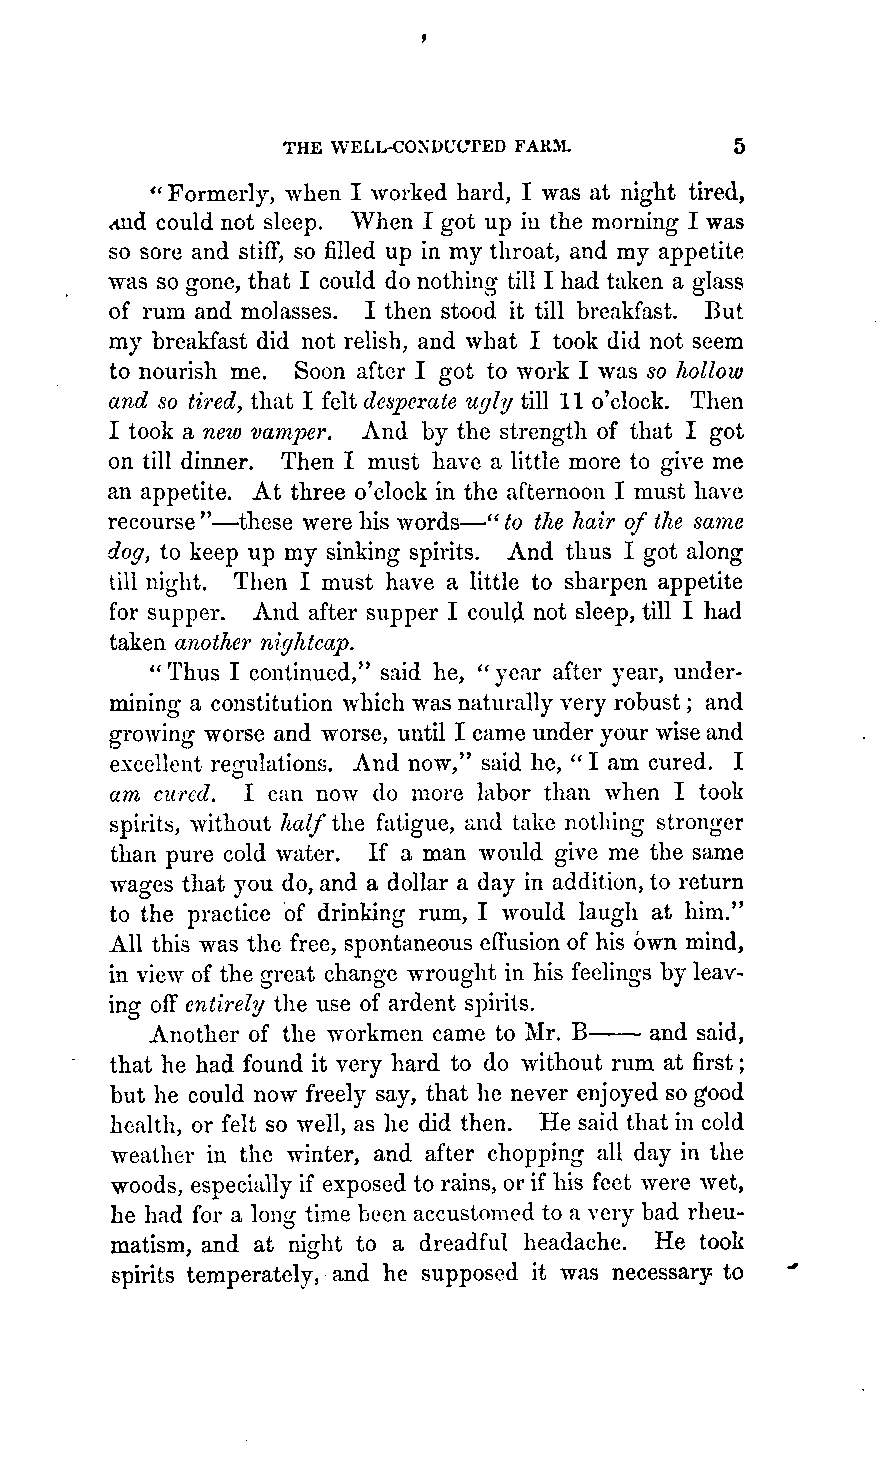 THE WELL-CONDUCTED FARM. 5
"Formerly, when I worked hard, I was at night tired,
and could not sleep. When I got up in the morning I was
so sore and stiff, so filled up in my throat, and my appetite
was so gone, that I could do nothing till I had taken a glass
of rum and molasses. I then stood it till breakfast. But
my breakfast did not relish, and what I took did not seem
to nourish me. Soon after I got to work I was so hollow
and so tired, that I felt desperate ugly till 11 o'clock. Then
I took a new vamper. And by the strength of that I got
on till dinner. Then I must have a little more to give me
an appetite. At three o'clock in the afternoon I must have
recourse"—these were his words—"to the hair of the same
dog, to keep up my sinking spirits. And thus I got along
till night. Then I must have a little to sharpen appetite
for supper. And after supper I could not sleep, till I had
taken another nightcap.
"Thus I continued," said he, "year after year, under-
mining a constitution which was naturally very robust; and
growing worse and worse, until I came under your wise and
excellent regulations. And now," said he, "I am cured. I
am cured. I can now do more labor than when I took
spirits, without half the fatigue, and take nothing stronger
than pure cold water. If a man would give me the same
wages that you do, and a dollar a day in addition, to return
to the practice of drinking rum, I would laugh at him."
All this was the free, spontaneous effusion of his own mind,
in view of the great change wrought in his feelings by leav-
ing off entirely the use of ardent spirits.
Another of the workmen came to Mr. B—— and said,
that he had found it very hard to do without rum at first;
but he could now freely say, that he never enjoyed so good
health, or felt so well, as he did then. He said that in cold
weather in the winter, and after chopping all day in the
woods, especially if exposed to rains, or if his feet were wet,
he had for a long time been accustomed to a very bad rheu-
matism, and at night to a dreadful headache. He took
spirits temperately, and he supposed it was necessary to